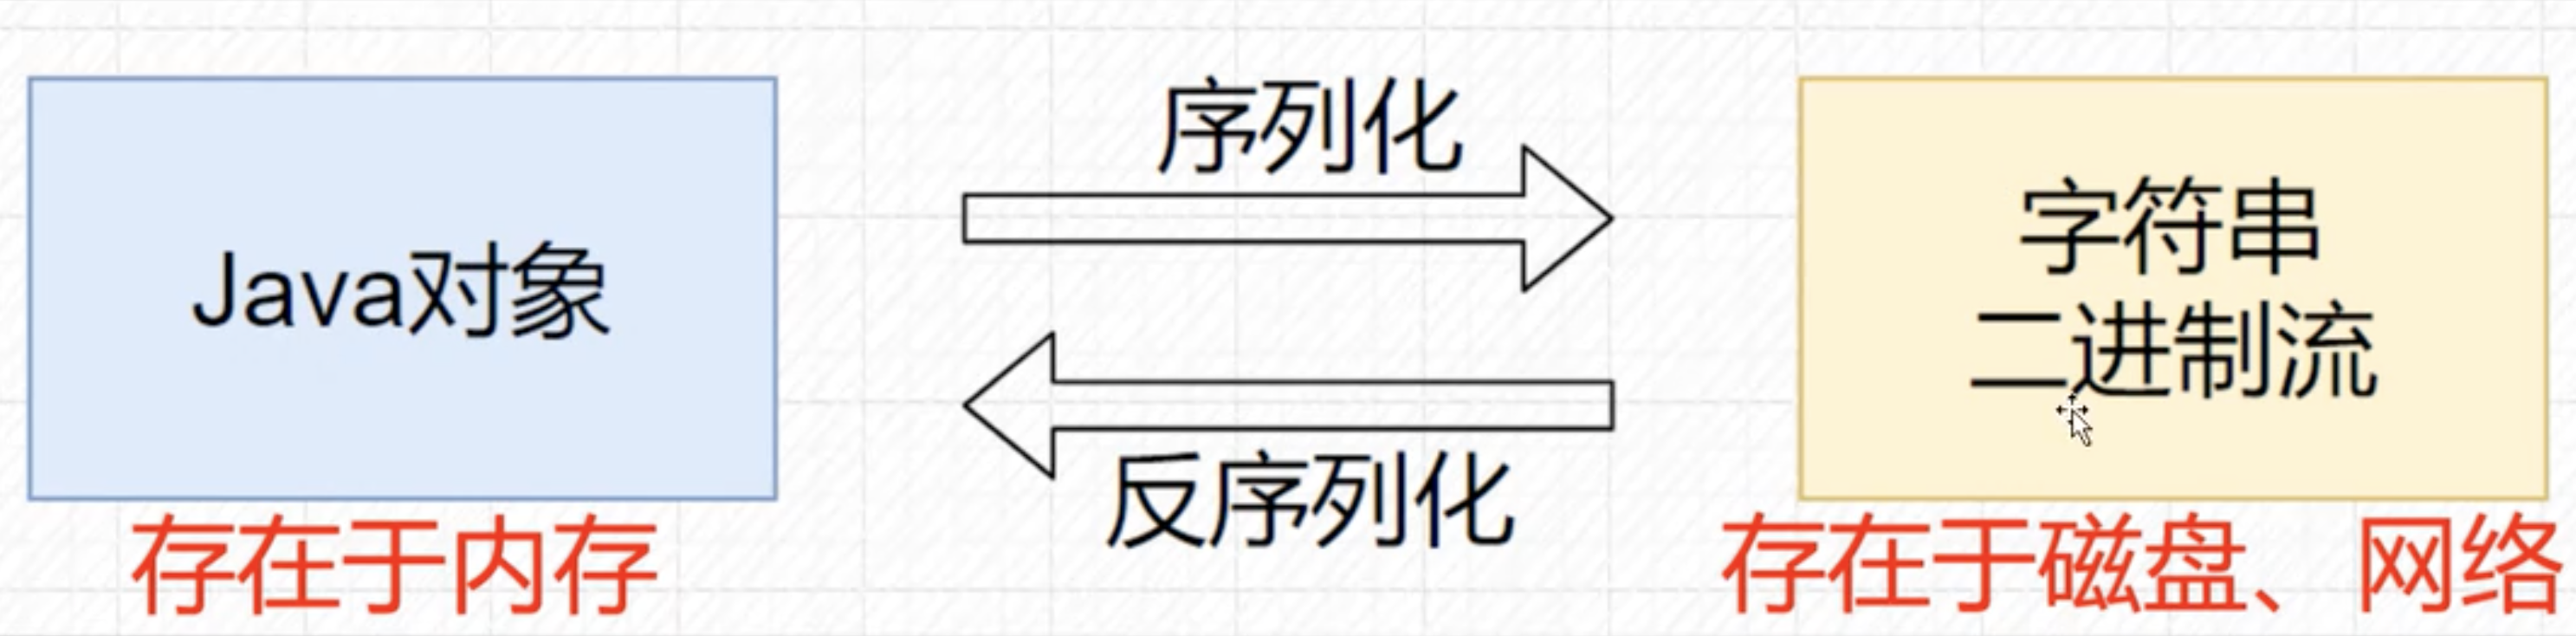 Java对象
存在于内存
序列化
反序列化
字符串
二进制流
存在于磁盘、网络